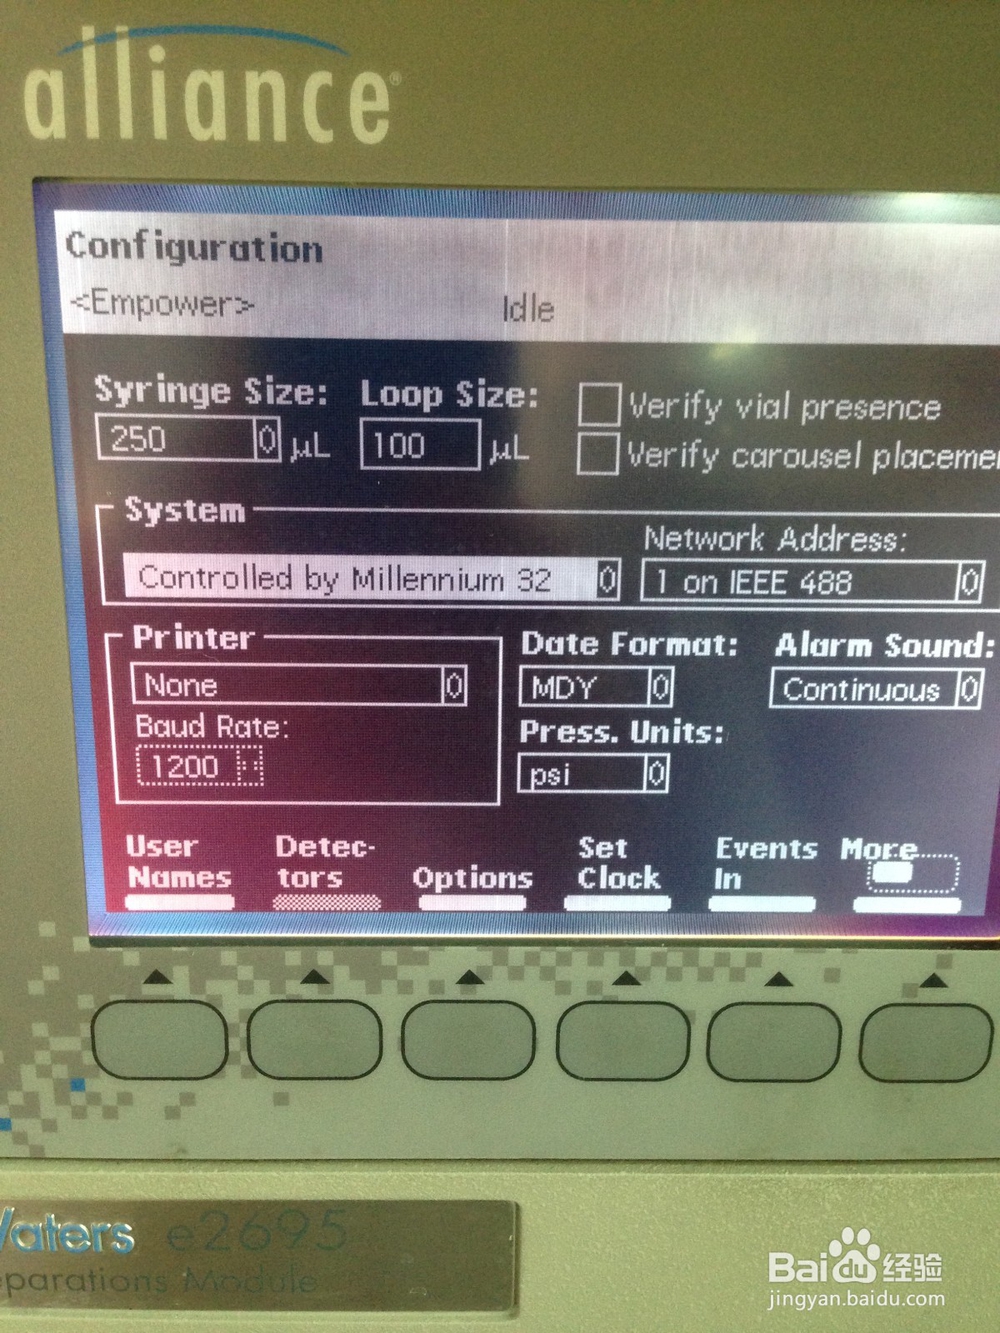 alliance®
Configuration
<Empower> Idle
Syringe Size: Loop Size:
250 µL 100 µL
Verify vial presence
Verify carousel placemen
System
Network Address:
Controlled by Millennium 32 1 on IEEE 488
Printer Date Format: Alarm Sound:
None MDY Continuous
Baud Rate: Press. Units:
1200 psi
User Names Detec-tors Options Set Clock Events In More
Waters e2695
eparations Module
Baidu经验
jingyan.baidu.com